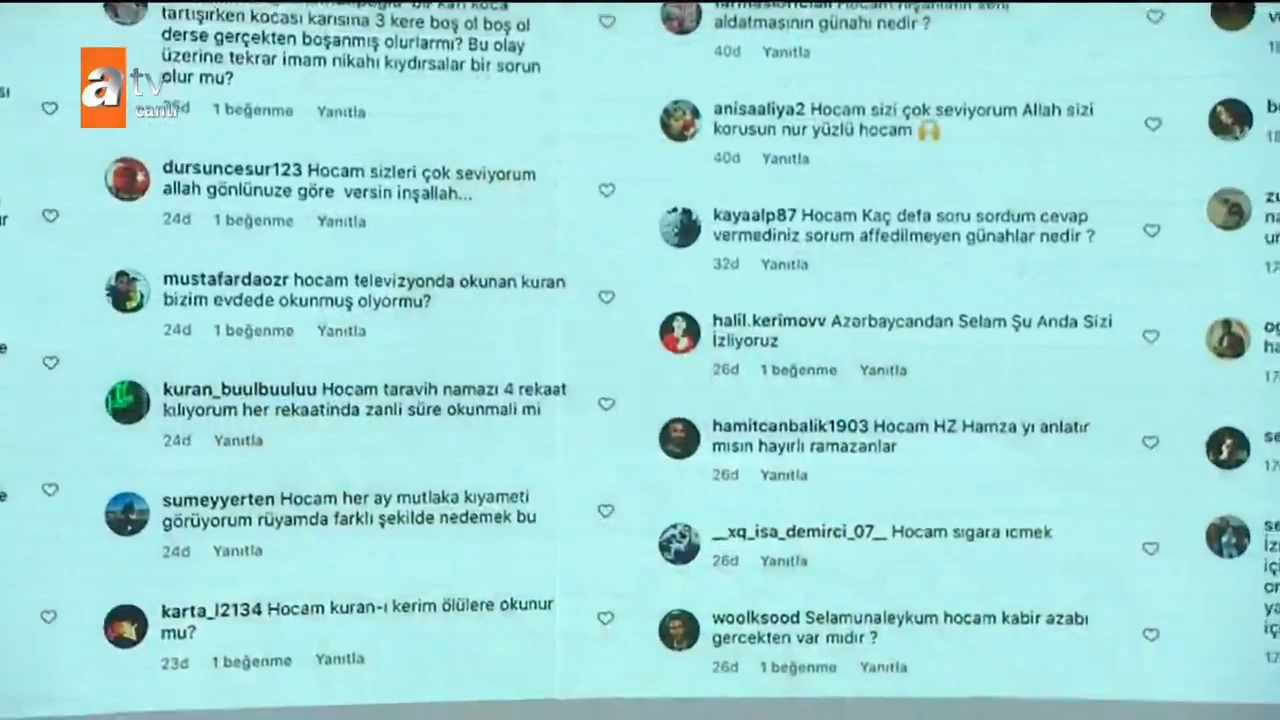 tartışırken kocası karısına 3 kere boş ol boş ol
derse gerçekten boşanmış olurlarmı? Bu olay
üzerine tekrar imam nikahı kıydırsalar bir sorun
olur mu?
1 beğenme Yanıtla
dursuncesur123 Hocam sizleri çok seviyorum
allah gönlünuze göre versin inşallah...
24d 1 beğenme Yanıtla
mustafardaozr hocam televizyonda okunan kuran
bizim evdede okunmuş olyormu?
24d 1 beğenme Yanıtla
kuran_buulbuuluu Hocam taravih namazı 4 rekaat
kılıyorum her rekaatinda zanli süre okunmali mi
24d Yanıtla
sumeyyerten Hocam her ay mutlaka kıyameti
görüyorum rüyamda farklı şekilde nedemek bu
24d Yanıtla
karta_l2134 Hocam kuran-ı kerim ölülere okunur
mu?
23d 1 beğenme Yanıtla
aldatmasının günahı nedir ?
40d Yanıtla
anisaaliya2 Hocam sizi çok seviyorum Allah sizi
korusun nur yüzlü hocam 🙌
40d Yanıtla
kayaalp87 Hocam Kaç defa soru sordum cevap
vermediniz sorum affedilmeyen günahlar nedir ?
32d Yanıtla
halil.kerimovv Azərbaycandan Selam Şu Anda Sizi
İzliyoruz
26d 1 beğenme Yanıtla
hamitcanbalik1903 Hocam HZ Hamza yı anlatır
mısın hayırlı ramazanlar
26d Yanıtla
__xq_isa_demirci_07__ Hocam sıgara ıcmek
26d Yanıtla
woolksood Selamunaleykum hocam kabir azabı
gercekten var mıdır ?
26d 1 beğenme Yanıtla
atv
canlı